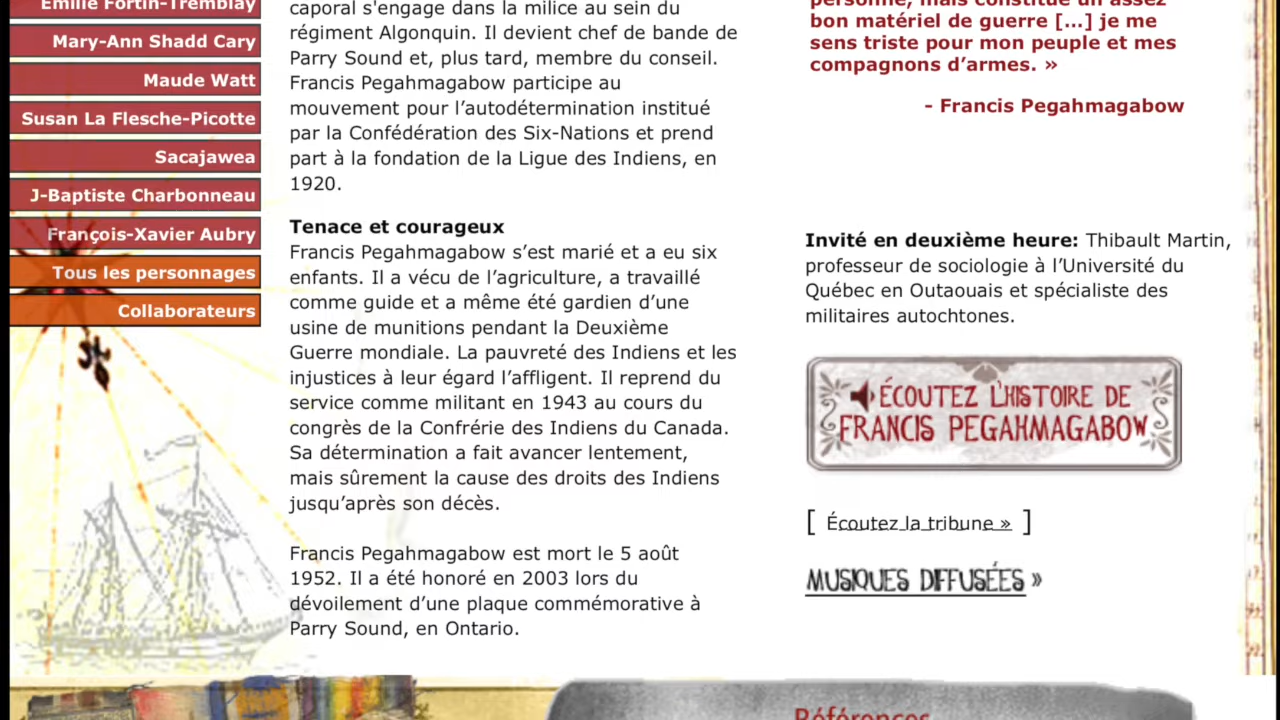 Émilie Fortin-Tremblay
Mary-Ann Shadd Cary
Maude Watt
Susan La Flesche-Picotte
Sacajawea
J-Baptiste Charbonneau
François-Xavier Aubry
Tous les personnages
Collaborateurs
caporal s'engage dans la milice au sein du
régiment Algonquin. Il devient chef de bande de
Parry Sound et, plus tard, membre du conseil.
Francis Pegahmagabow participe au
mouvement pour l’autodétermination institué
par la Confédération des Six-Nations et prend
part à la fondation de la Ligue des Indiens, en
1920.
Tenace et courageux
Francis Pegahmagabow s’est marié et a eu six
enfants. Il a vécu de l’agriculture, a travaillé
comme guide et a même été gardien d’une
usine de munitions pendant la Deuxième
Guerre mondiale. La pauvreté des Indiens et les
injustices à leur égard l’affligent. Il reprend du
service comme militant en 1943 au cours du
congrès de la Confrérie des Indiens du Canada.
Sa détermination a fait avancer lentement,
mais sûrement la cause des droits des Indiens
jusqu’après son décès.
Francis Pegahmagabow est mort le 5 août
1952. Il a été honoré en 2003 lors du
dévoilement d’une plaque commémorative à
Parry Sound, en Ontario.
personne, mais constitue un assez
bon matériel de guerre [...] je me
sens triste pour mon peuple et mes
compagnons d’armes. »
- Francis Pegahmagabow
Invité en deuxième heure: Thibault Martin,
professeur de sociologie à l’Université du
Québec en Outaouais et spécialiste des
militaires autochtones.
ÉCOUTEZ L'HISTOIRE DE
FRANCIS PEGAHMAGABOW
[ Écoutez la tribune » ]
MUSIQUES DIFFUSÉES »
Références